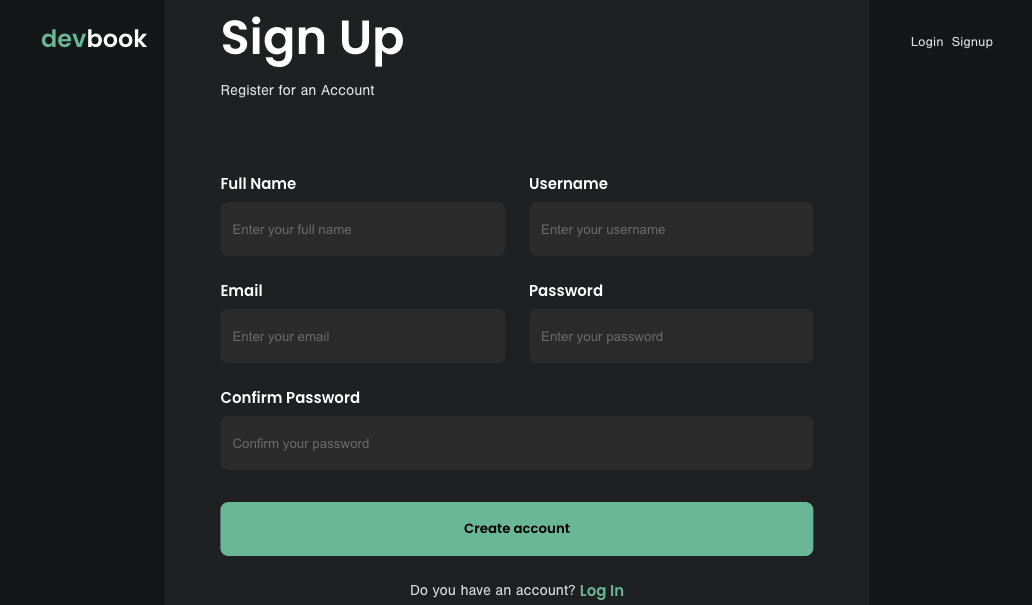 devbook
Login Signup
Sign Up
Register for an Account
Full Name
Enter your full name
Username
Enter your username
Email
Enter your email
Password
Enter your password
Confirm Password
Confirm your password
Create account
Do you have an account? Log In